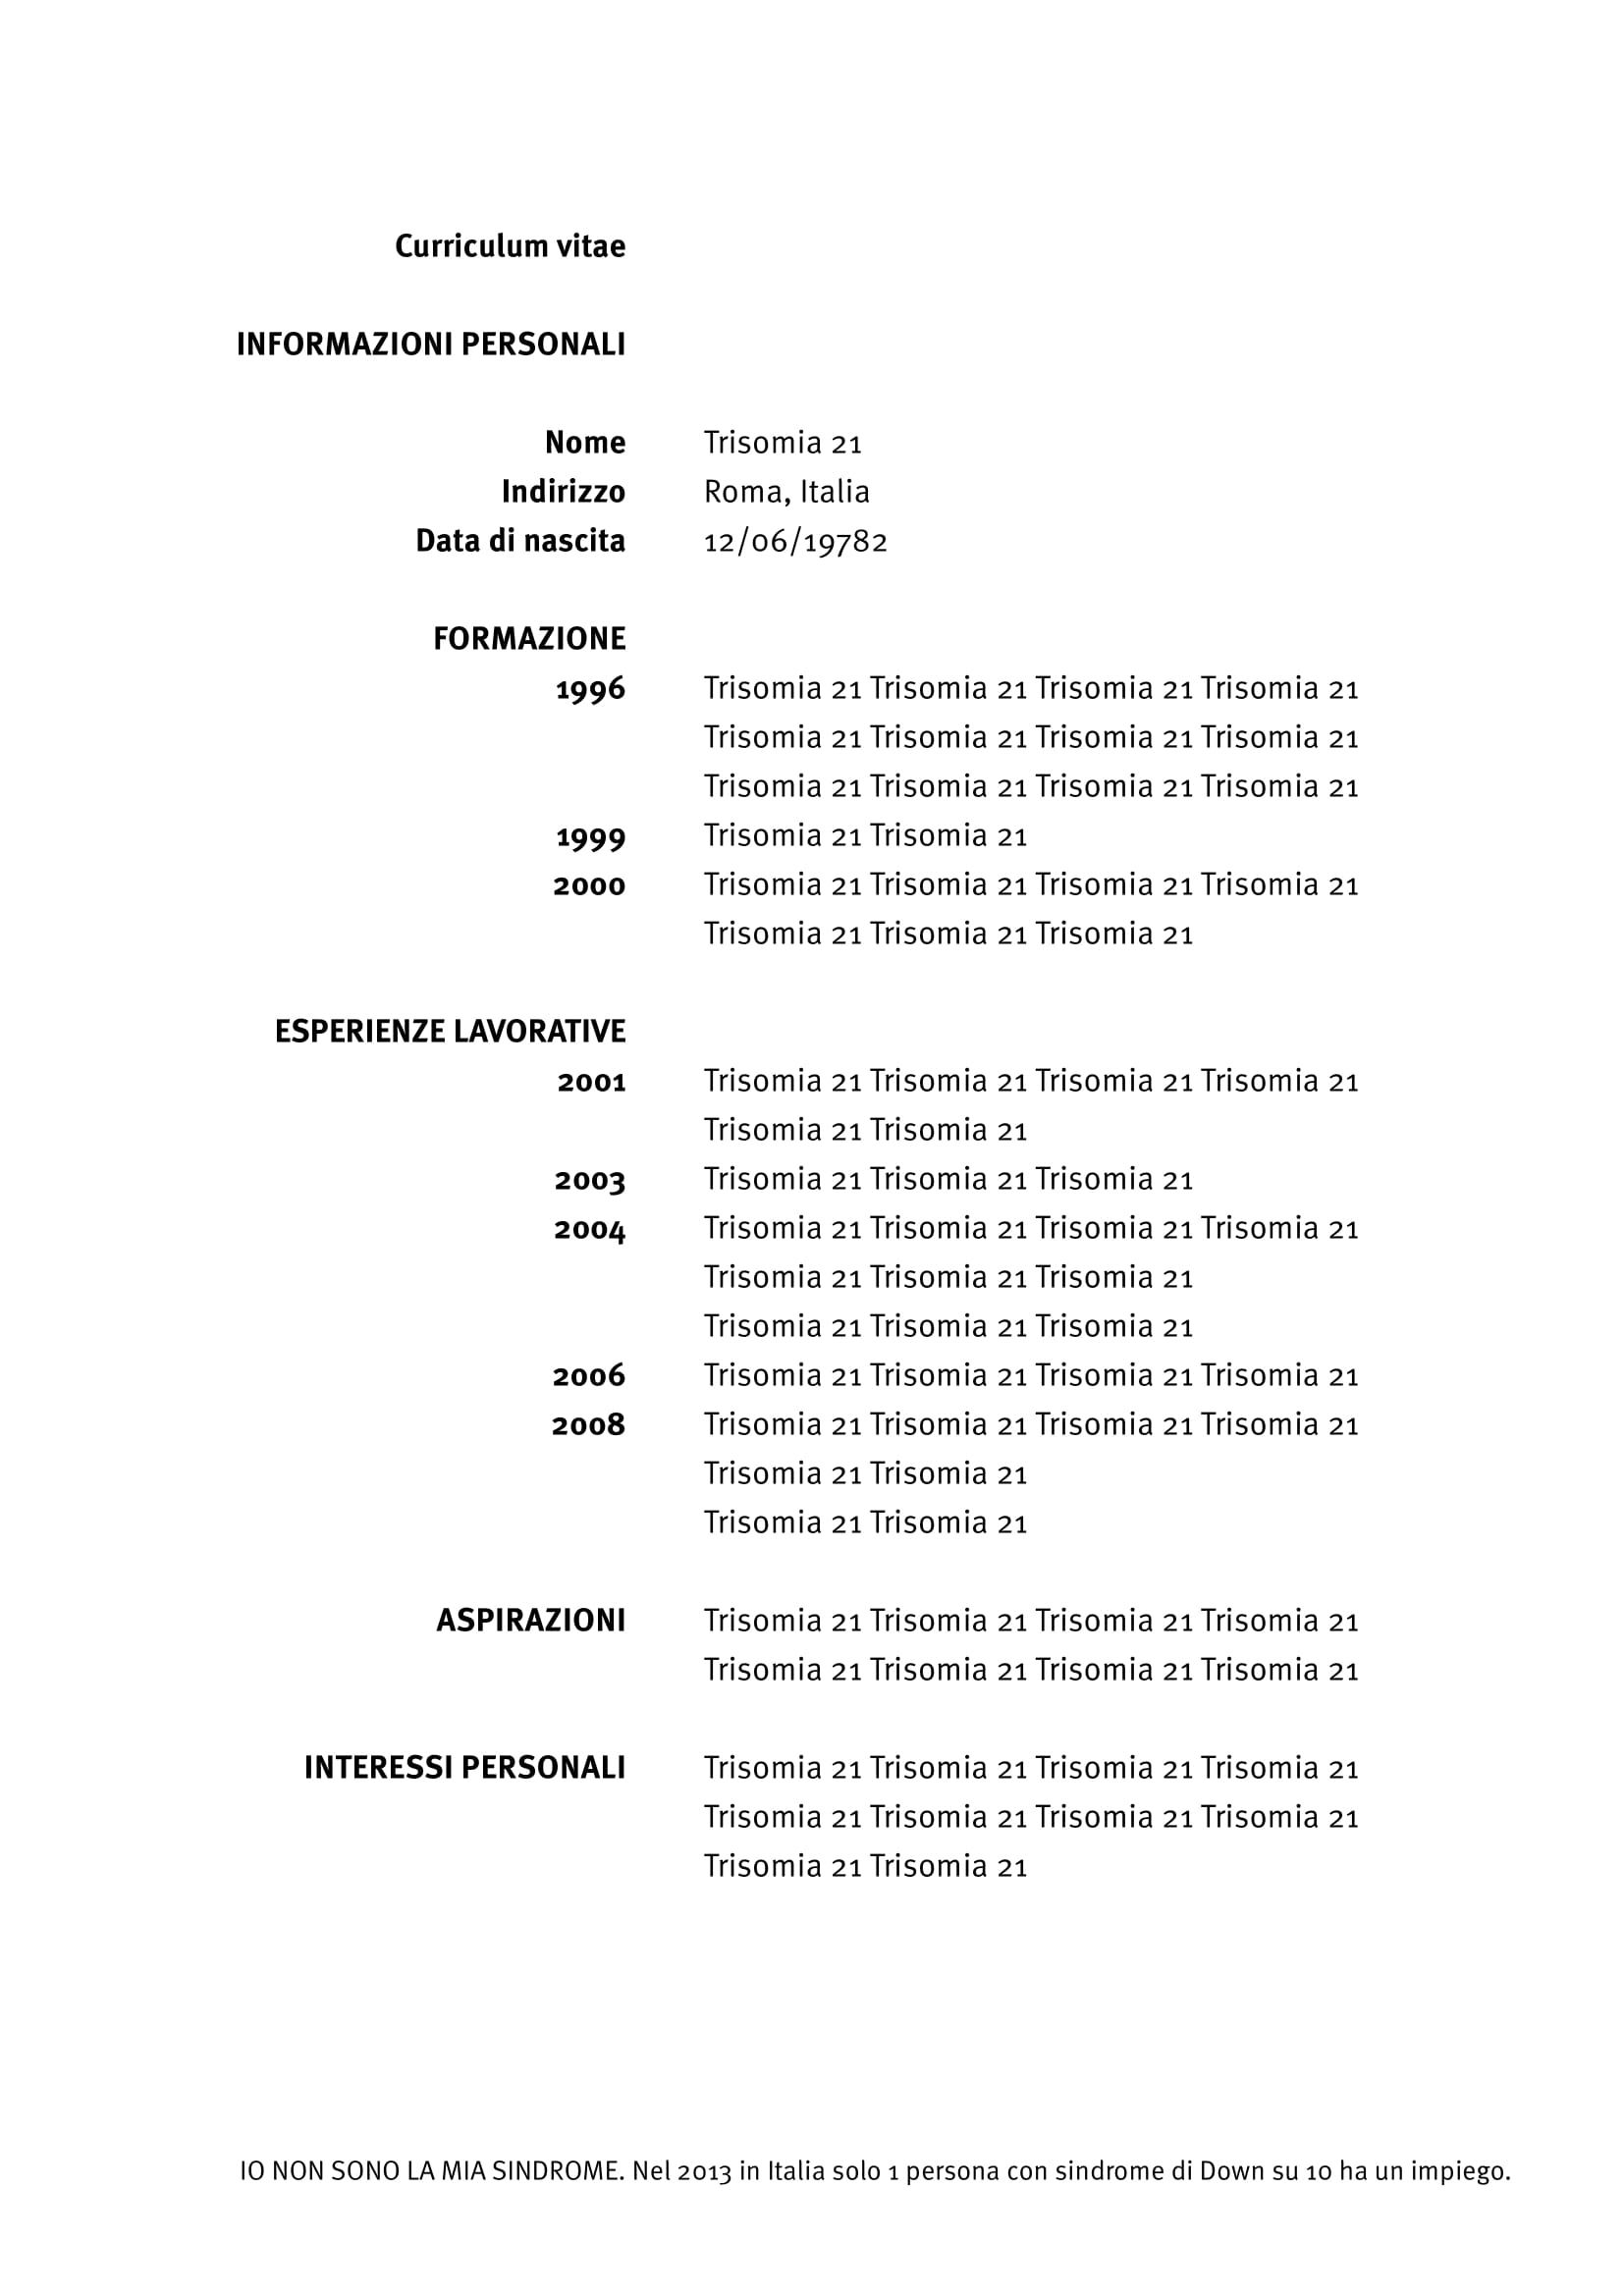 Curriculum vitae
INFORMAZIONI PERSONALI
Nome Trisomia 21
Indirizzo Roma, Italia
Data di nascita 12/06/19782
FORMAZIONE
1996 Trisomia 21 Trisomia 21 Trisomia 21 Trisomia 21
Trisomia 21 Trisomia 21 Trisomia 21 Trisomia 21
Trisomia 21 Trisomia 21 Trisomia 21 Trisomia 21
1999 Trisomia 21 Trisomia 21
2000 Trisomia 21 Trisomia 21 Trisomia 21 Trisomia 21
Trisomia 21 Trisomia 21 Trisomia 21
ESPERIENZE LAVORATIVE
2001 Trisomia 21 Trisomia 21 Trisomia 21 Trisomia 21
Trisomia 21 Trisomia 21
2003 Trisomia 21 Trisomia 21 Trisomia 21
2004 Trisomia 21 Trisomia 21 Trisomia 21 Trisomia 21
Trisomia 21 Trisomia 21 Trisomia 21
Trisomia 21 Trisomia 21 Trisomia 21
2006 Trisomia 21 Trisomia 21 Trisomia 21 Trisomia 21
2008 Trisomia 21 Trisomia 21 Trisomia 21 Trisomia 21
Trisomia 21 Trisomia 21
Trisomia 21 Trisomia 21
ASPIRAZIONI Trisomia 21 Trisomia 21 Trisomia 21 Trisomia 21
Trisomia 21 Trisomia 21 Trisomia 21 Trisomia 21
INTERESSI PERSONALI Trisomia 21 Trisomia 21 Trisomia 21 Trisomia 21
Trisomia 21 Trisomia 21 Trisomia 21 Trisomia 21
Trisomia 21 Trisomia 21
IO NON SONO LA MIA SINDROME. Nel 2013 in Italia solo 1 persona con sindrome di Down su 10 ha un impiego.